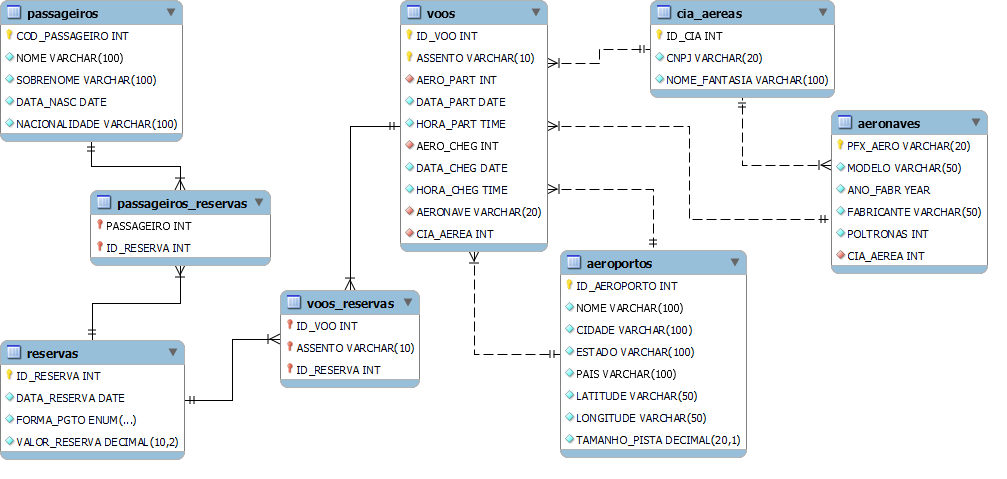 passageiros
COD_PASSAGEIRO INT
NOME VARCHAR(100)
SOBRENOME VARCHAR(100)
DATA_NASC DATE
NACIONALIDADE VARCHAR(100)
voos
ID_VOO INT
ASSENTO VARCHAR(10)
AERO_PART INT
DATA_PART DATE
HORA_PART TIME
AERO_CHEG INT
DATA_CHEG DATE
HORA_CHEG TIME
AERONAVE VARCHAR(20)
CIA_AEREA INT
cia_aereas
ID_CIA INT
CNPJ VARCHAR(20)
NOME_FANTASIA VARCHAR(100)
aeronaves
PFX_AERO VARCHAR(20)
MODELO VARCHAR(50)
ANO_FABR YEAR
FABRICANTE VARCHAR(50)
POLTRONAS INT
CIA_AEREA INT
passageiros_reservas
PASSAGEIRO INT
ID_RESERVA INT
aeroportos
ID_AEROPORTO INT
NOME VARCHAR(100)
CIDADE VARCHAR(100)
ESTADO VARCHAR(100)
PAIS VARCHAR(100)
LATITUDE VARCHAR(50)
LONGITUDE VARCHAR(50)
TAMANHO_PISTA DECIMAL(20,1)
voos_reservas
ID_VOO INT
ASSENTO VARCHAR(10)
ID_RESERVA INT
reservas
ID_RESERVA INT
DATA_RESERVA DATE
FORMA_PGTO ENUM(...)
VALOR_RESERVA DECIMAL(10,2)